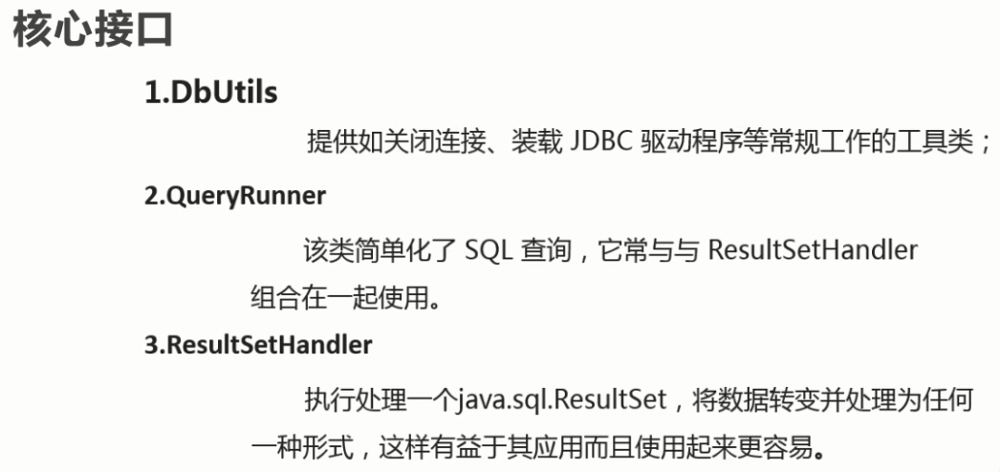 核心接口
1.DbUtils
提供如关闭连接、装载 JDBC 驱动程序等常规工作的工具类；
2.QueryRunner
该类简单化了 SQL 查询，它常与与 ResultSetHandler
组合在一起使用。
3.ResultSetHandler
执行处理一个java.sql.ResultSet，将数据转变并处理为任何
一种形式，这样有益于其应用而且使用起来更容易。